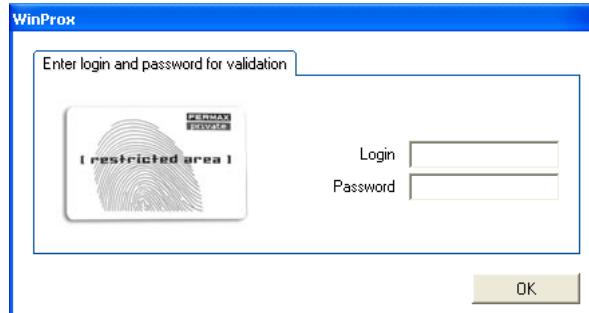 WinProx
Enter login and password for validation
FERMAX
private
[ restricted area ]
Login
Password
OK